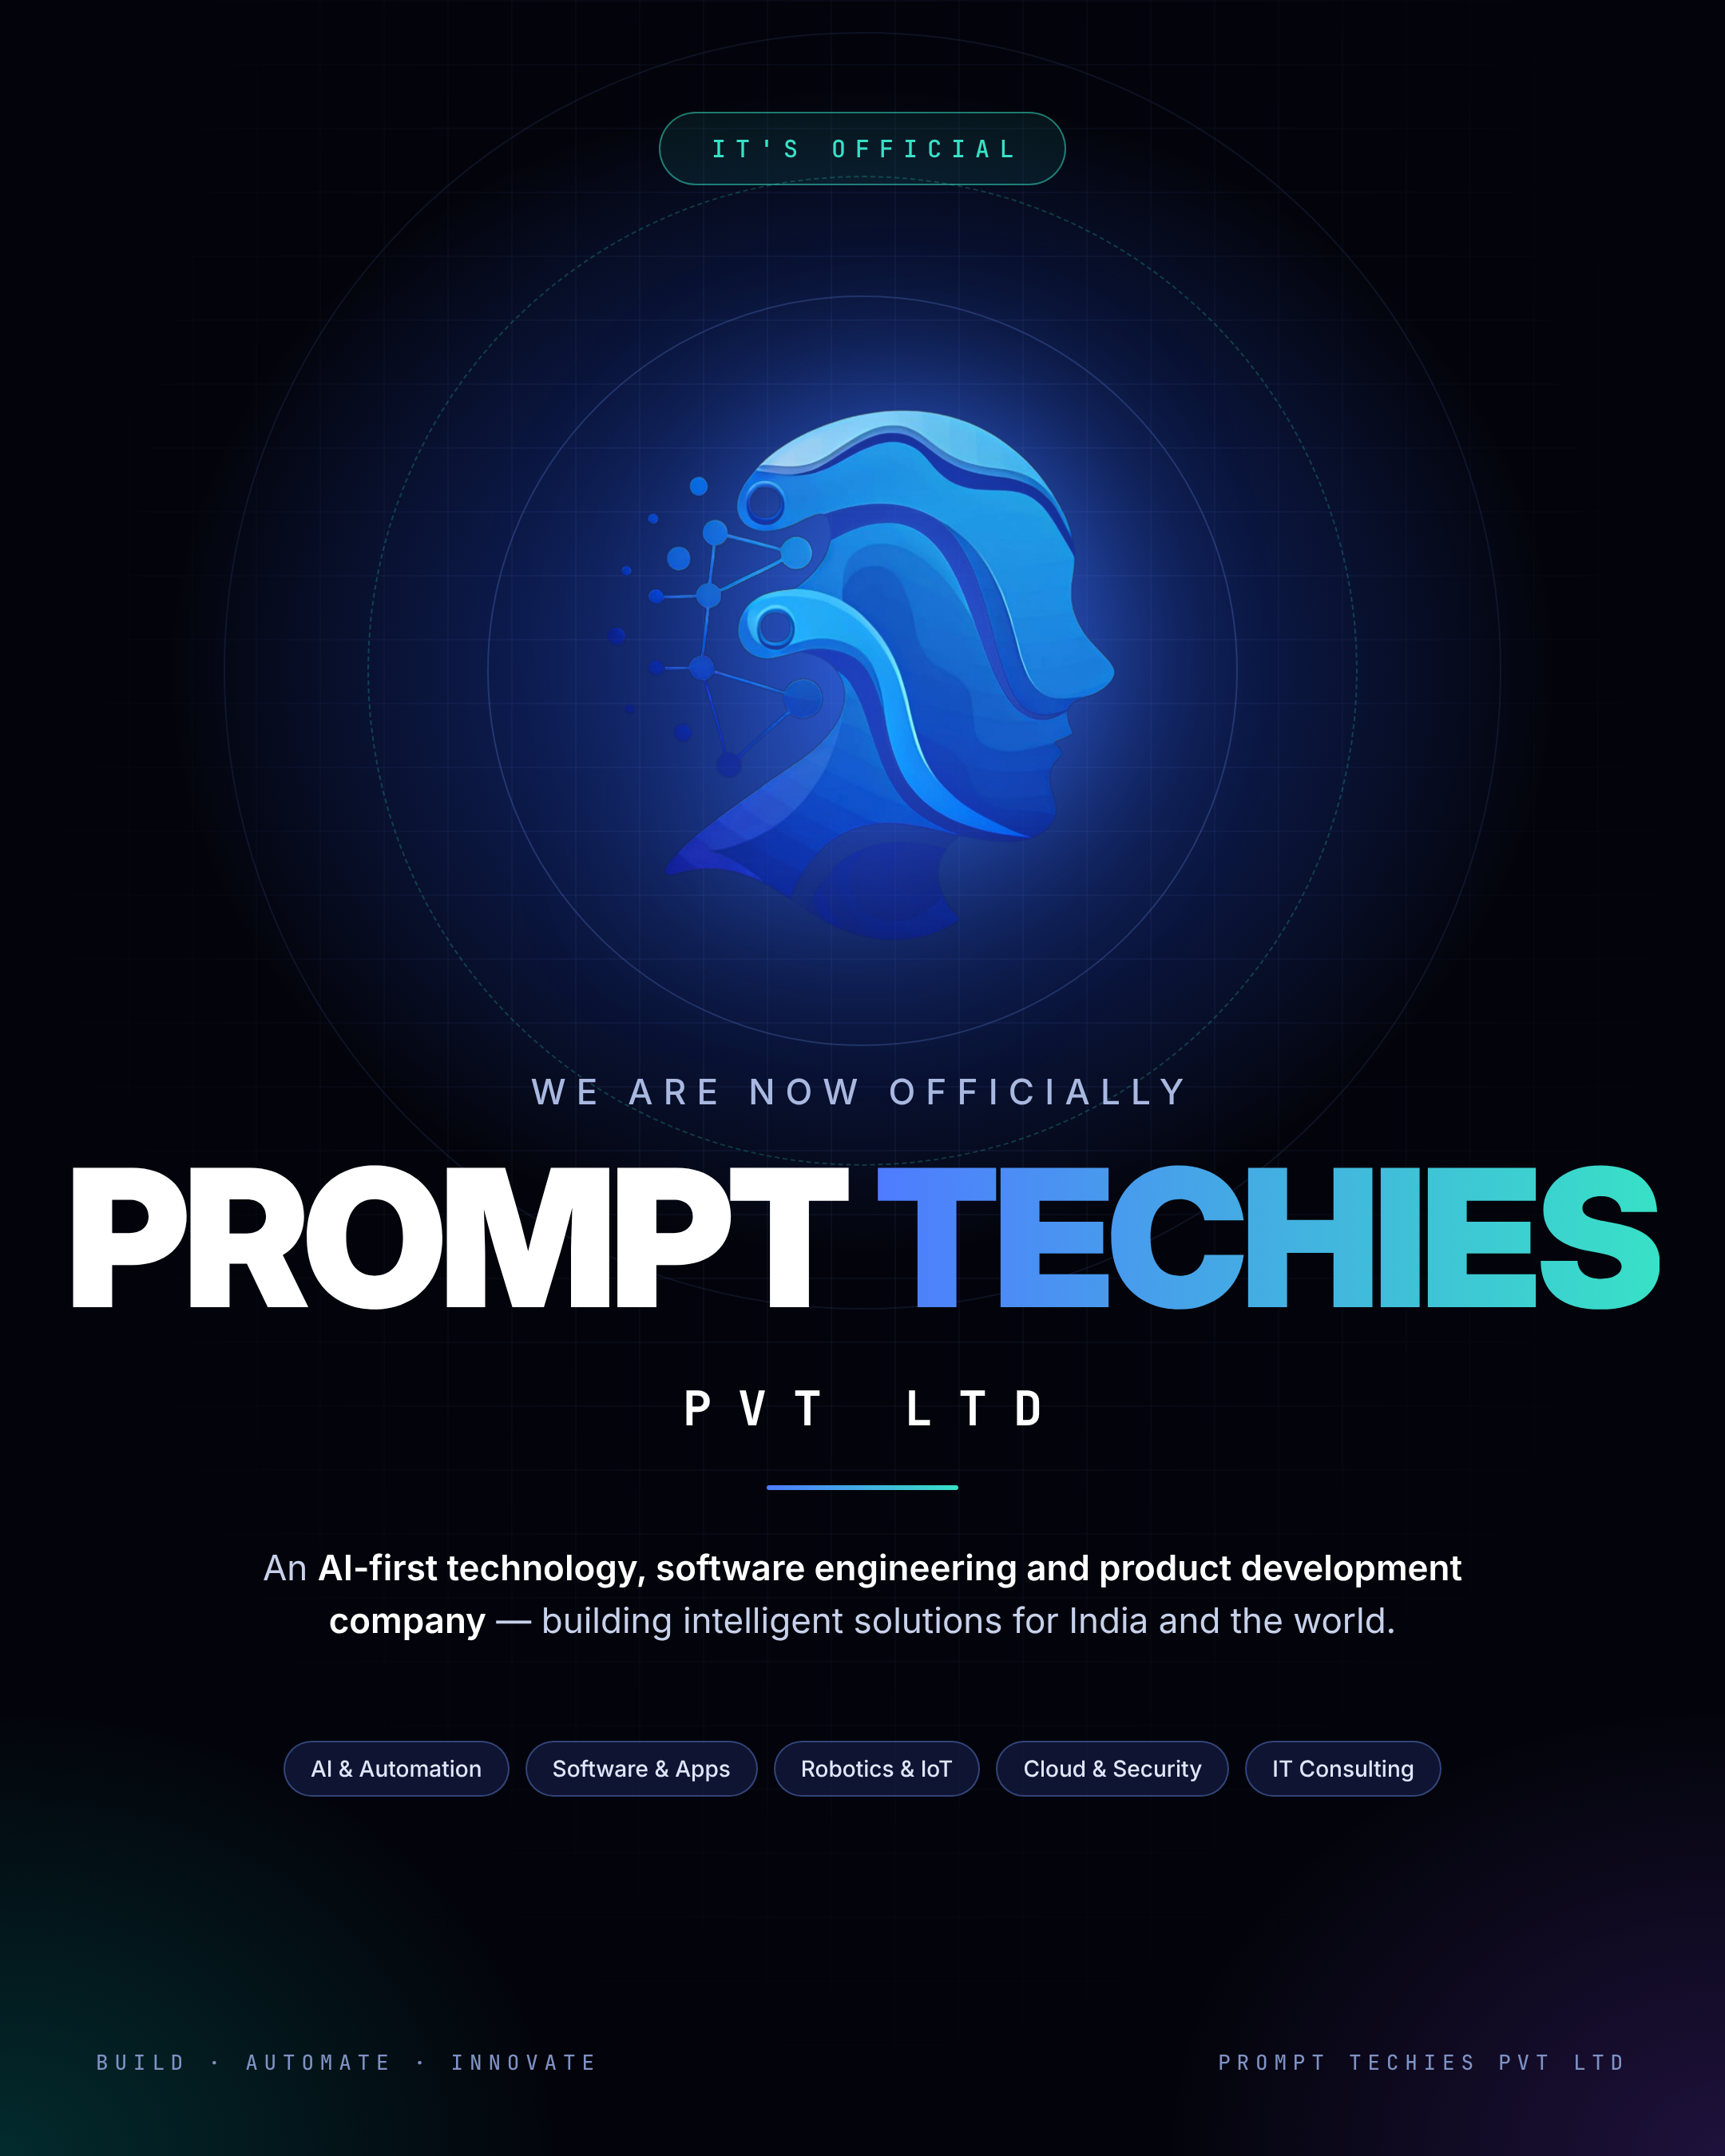 IT'S OFFICIAL
WE ARE NOW OFFICIALLY
PROMPT TECHIES
PVT LTD
An AI-first technology, software engineering and product development
company — building intelligent solutions for India and the world.
AI & Automation Software & Apps Robotics & IoT Cloud & Security IT Consulting
BUILD · AUTOMATE · INNOVATE PROMPT TECHIES PVT LTD